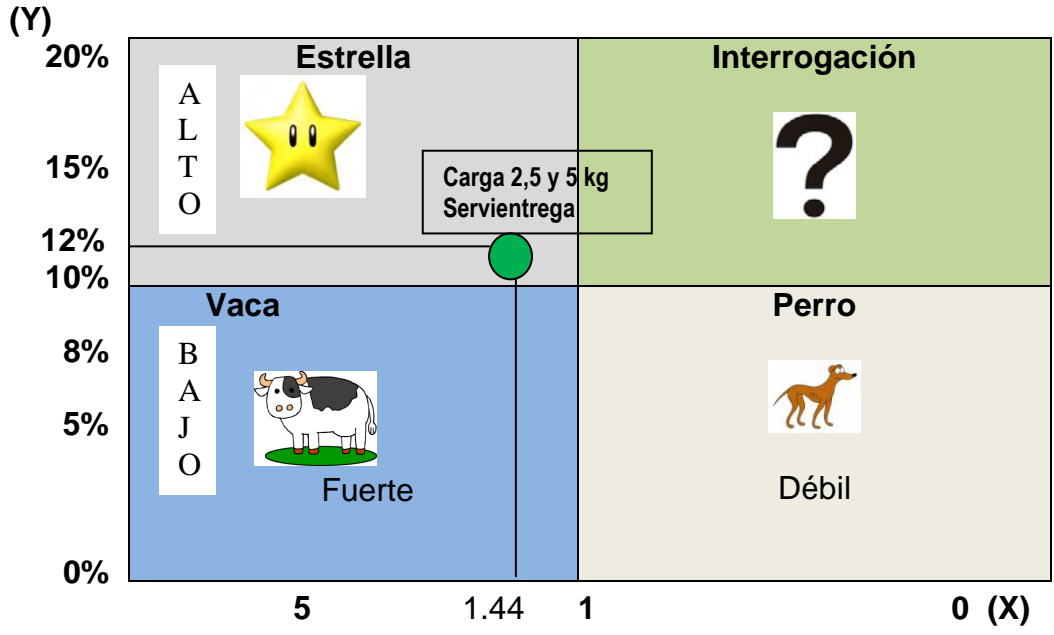 (Y)
20%
Estrella
Interrogación
A
L
T
O
?
15%
Carga 2,5 y 5 kg
Servientrega
12%
10%
Vaca
Perro
8%
B
A
J
O
5%
Fuerte
Débil
0%
5
1.44
1
0 (X)